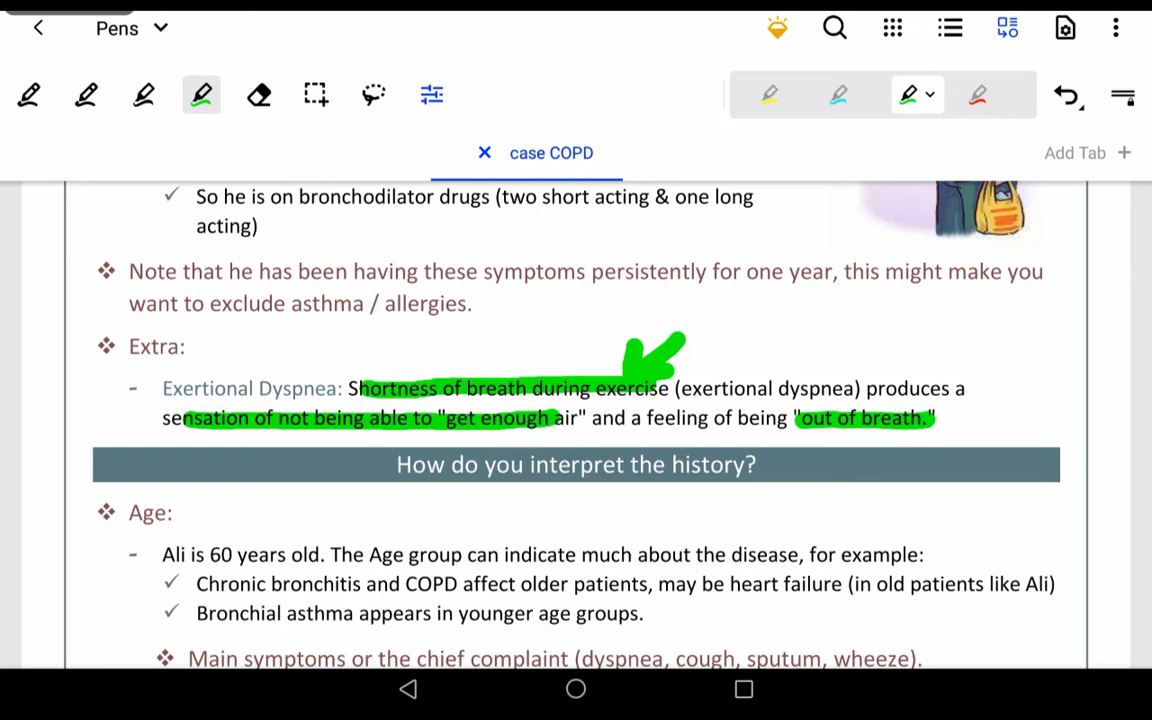 Pens
case COPD
Add Tab +
✓ So he is on bronchodilator drugs (two short acting & one long
acting)
❖ Note that he has been having these symptoms persistently for one year, this might make you
want to exclude asthma / allergies.
❖ Extra:
- Exertional Dyspnea: Shortness of breath during exercise (exertional dyspnea) produces a
sensation of not being able to "get enough air" and a feeling of being "out of breath."
How do you interpret the history?
❖ Age:
- Ali is 60 years old. The Age group can indicate much about the disease, for example:
✓ Chronic bronchitis and COPD affect older patients, may be heart failure (in old patients like Ali)
✓ Bronchial asthma appears in younger age groups.
❖ Main symptoms or the chief complaint (dyspnea, cough, sputum, wheeze).